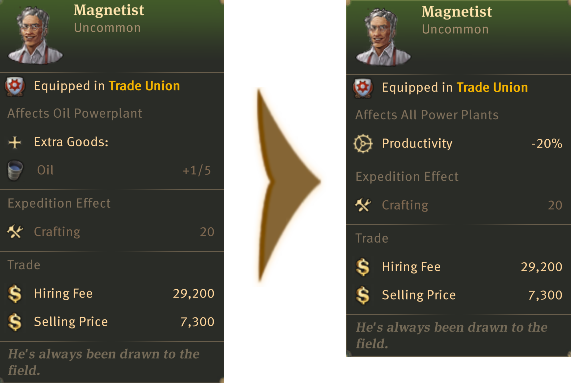 Magnetist
Uncommon
Equipped in Trade Union
Affects Oil Powerplant
Extra Goods:
Oil +1/5
Expedition Effect
Crafting 20
Trade
Hiring Fee 29,200
Selling Price 7,300
He's always been drawn to the
field.
Magnetist
Uncommon
Equipped in Trade Union
Affects All Power Plants
Productivity -20%
Expedition Effect
Crafting 20
Trade
Hiring Fee 29,200
Selling Price 7,300
He's always been drawn to the
field.